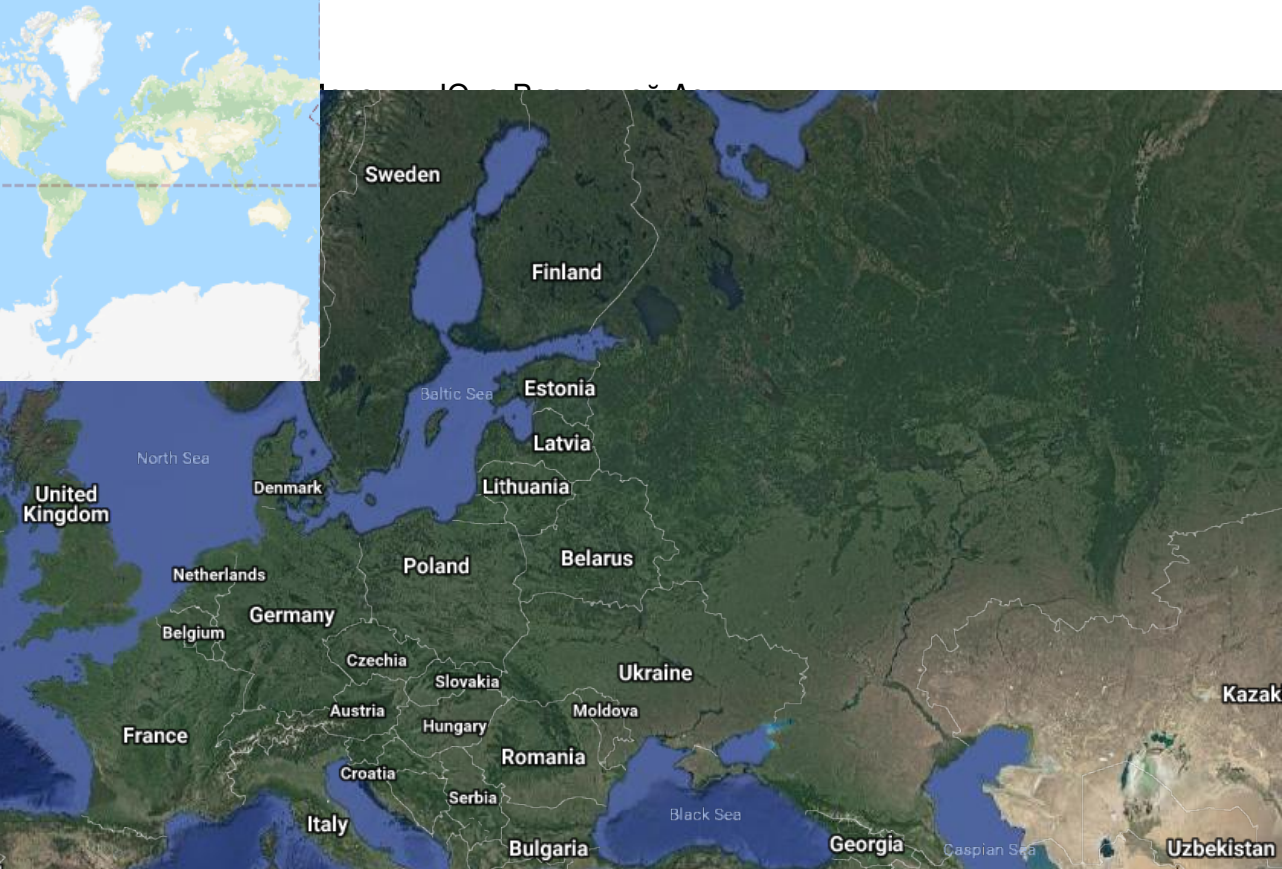 Sweden
Finland
Baltic Sea
Estonia
North Sea
Latvia
Denmark
Lithuania
United
Kingdom
Netherlands
Poland
Belarus
Germany
Belgium
Czechia
Slovakia
Ukraine
Kazak
Austria
Moldova
Hungary
France
Romania
Croatia
Serbia
Black Sea
Italy
Bulgaria
Georgia
Caspian Sea
Uzbekistan